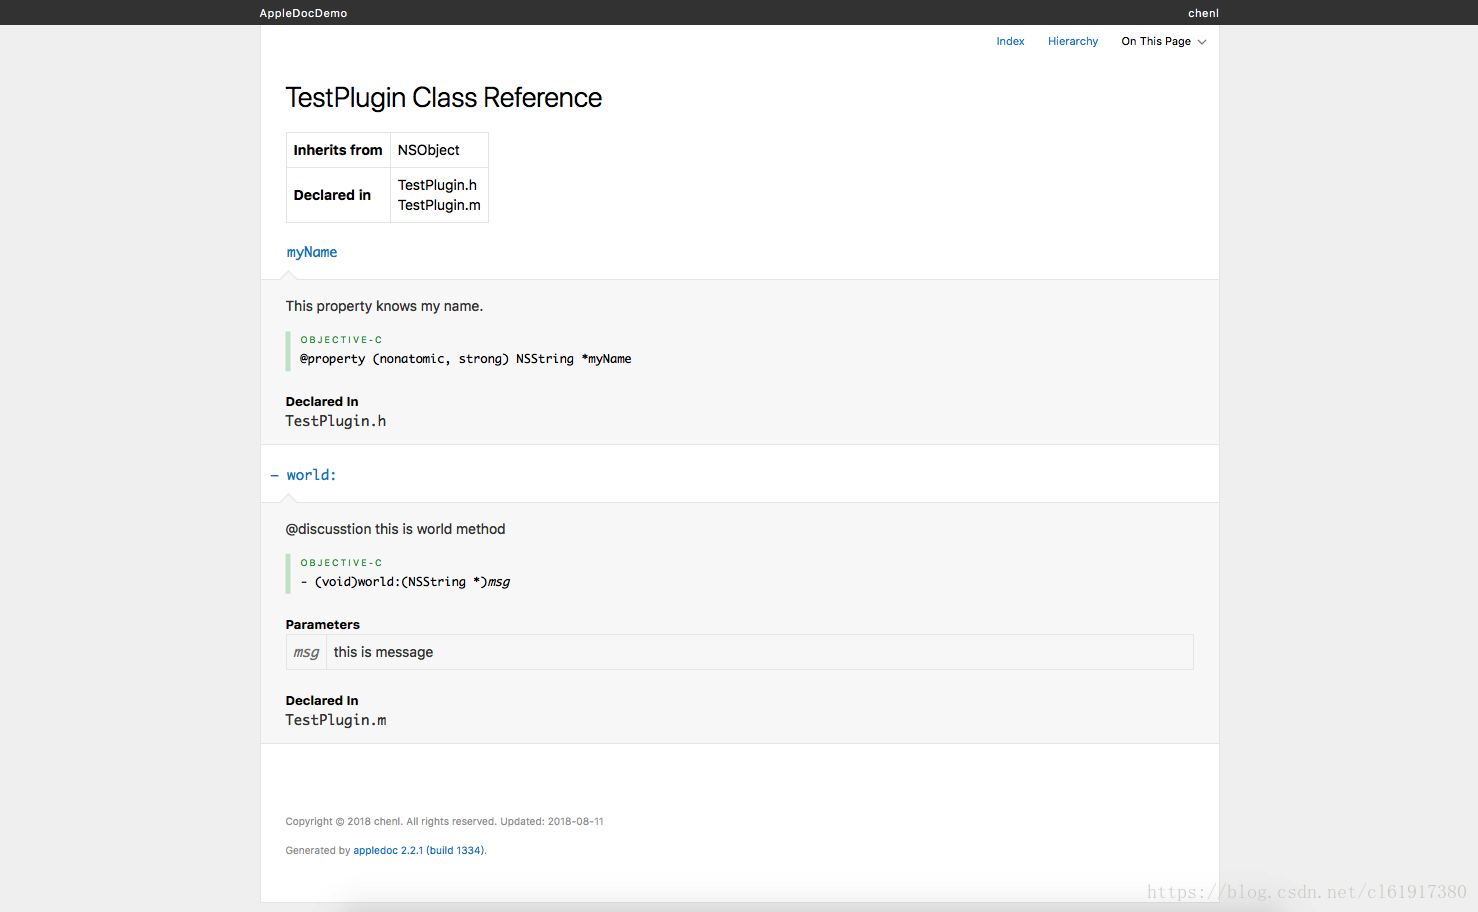 AppleDocDemo chenl
Index Hierarchy On This Page
TestPlugin Class Reference
Inherits from NSObject
Declared in TestPlugin.h
TestPlugin.m
myName
This property knows my name.
OBJECTIVE-C
@property (nonatomic, strong) NSString *myName
Declared In
TestPlugin.h
– world:
@discusstion this is world method
OBJECTIVE-C
- (void)world:(NSString *)msg
Parameters
msg this is message
Declared In
TestPlugin.m
Copyright © 2018 chenl. All rights reserved. Updated: 2018-08-11
Generated by appledoc 2.2.1 (build 1334).
https://blog.csdn.net/cl61917380